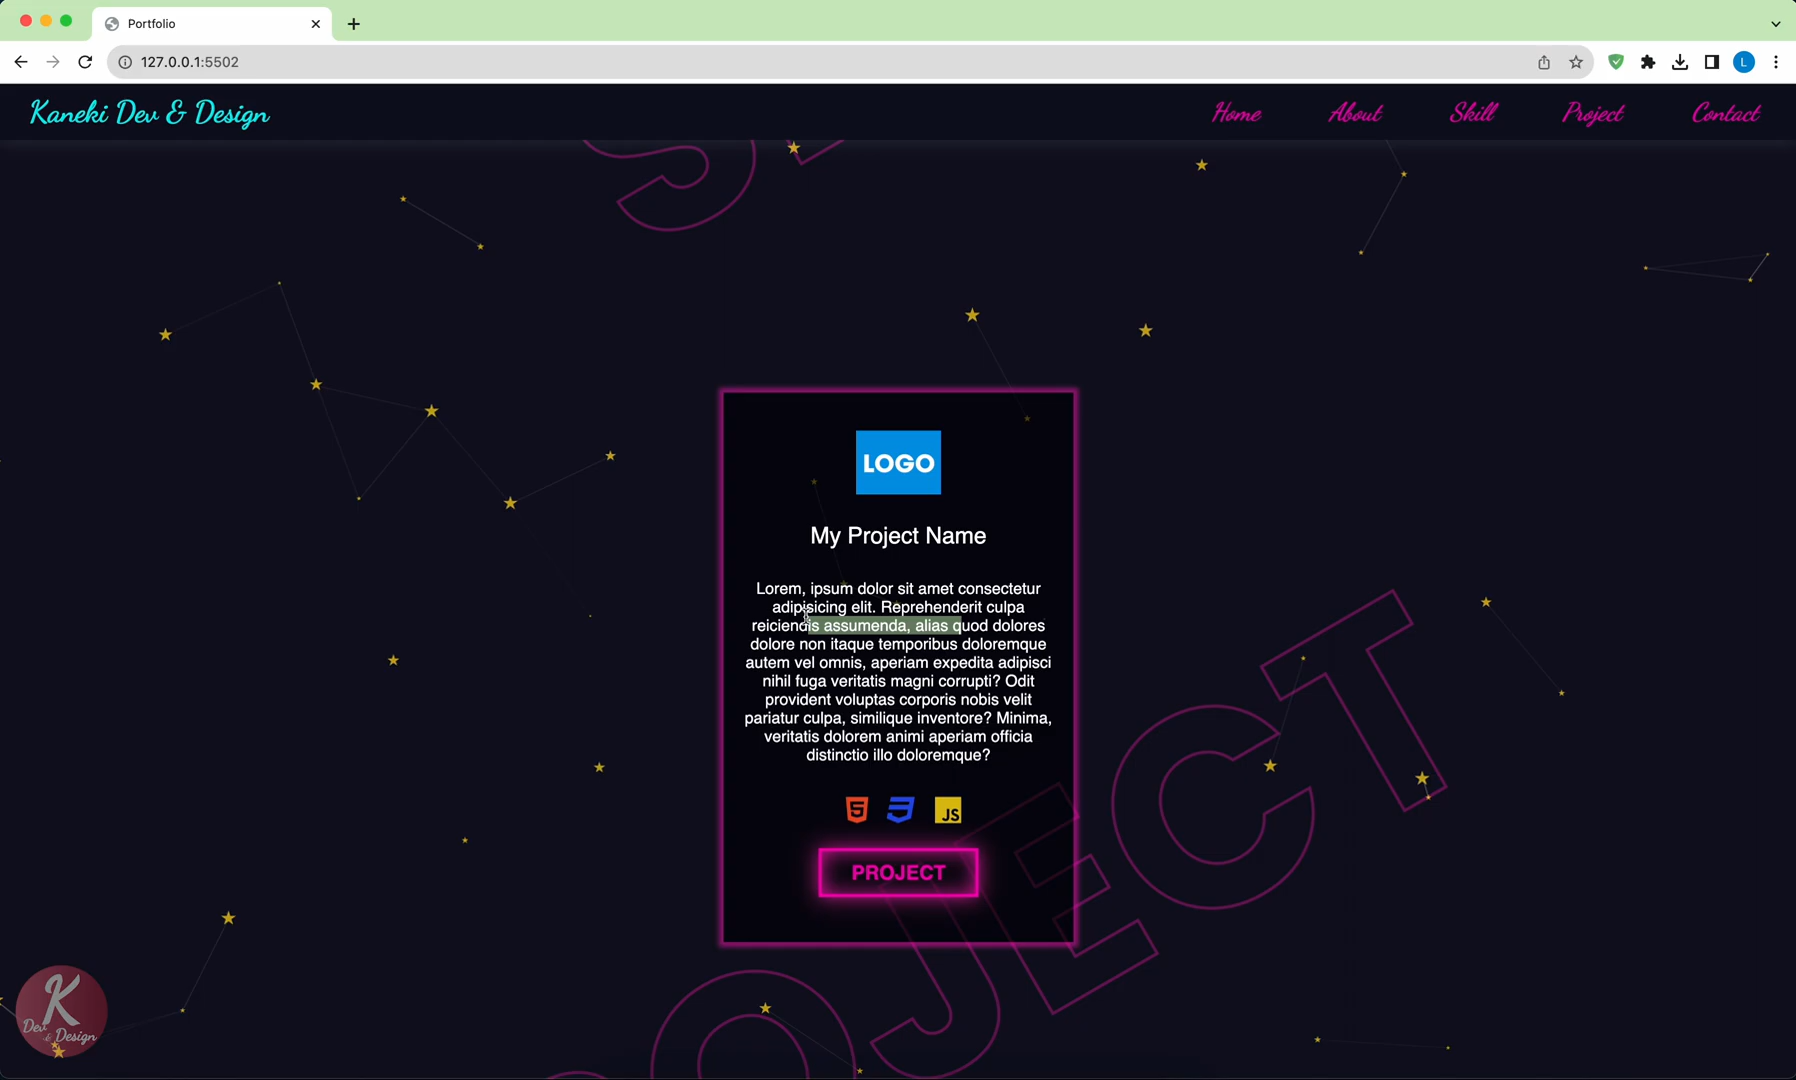 Portfolio
127.0.0.1:5502
L
Kaneki Dev & Design
Home About Skill Project Contact
LOGO
My Project Name
Lorem, ipsum dolor sit amet consectetur
adipisicing elit. Reprehenderit culpa
reiciendis assumenda, alias quod dolores
dolore non itaque temporibus doloremque
autem vel omnis, aperiam expedita adipisci
nihil fuga veritatis magni corrupti? Odit
provident voluptas corporis nobis velit
pariatur culpa, similique inventore? Minima,
veritatis dolorem animi aperiam officia
distinctio illo doloremque?
5 JS
PROJECT
OJECT
K
Dev & Design